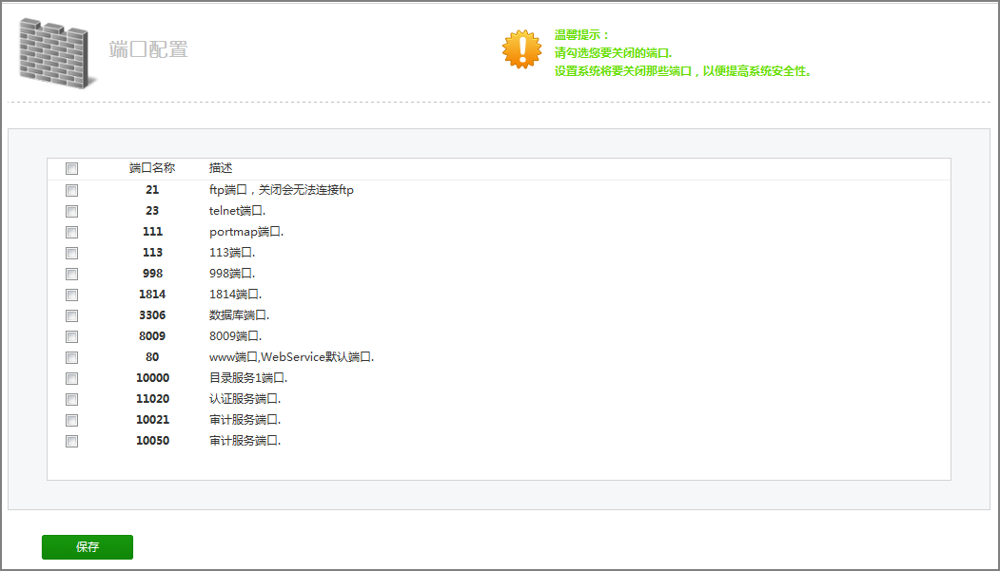 端口配置
温馨提示：
请勾选您要关闭的端口.
设置系统将要关闭那些端口，以便提高系统安全性。
端口名称 描述
21 ftp端口，关闭会无法连接ftp
23 telnet端口.
111 portmap端口.
113 113端口.
998 998端口.
1814 1814端口.
3306 数据库端口.
8009 8009端口.
80 www端口,WebService默认端口.
10000 目录服务1端口.
11020 认证服务端口.
10021 审计服务端口.
10050 审计服务端口.
保存